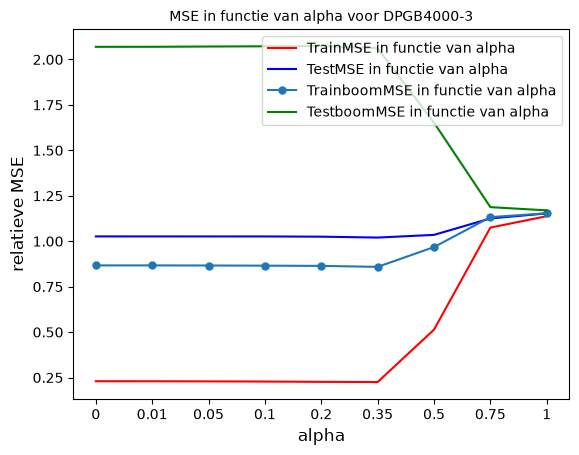 MSE in functie van alpha voor DPGB4000-3
TrainMSE in functie van alpha
TestMSE in functie van alpha
TrainboomMSE in functie van alpha
TestboomMSE in functie van alpha
relatieve MSE
2.00
1.75
1.50
1.25
1.00
0.75
0.50
0.25
0 0.01 0.05 0.1 0.2 0.35 0.5 0.75 1
alpha